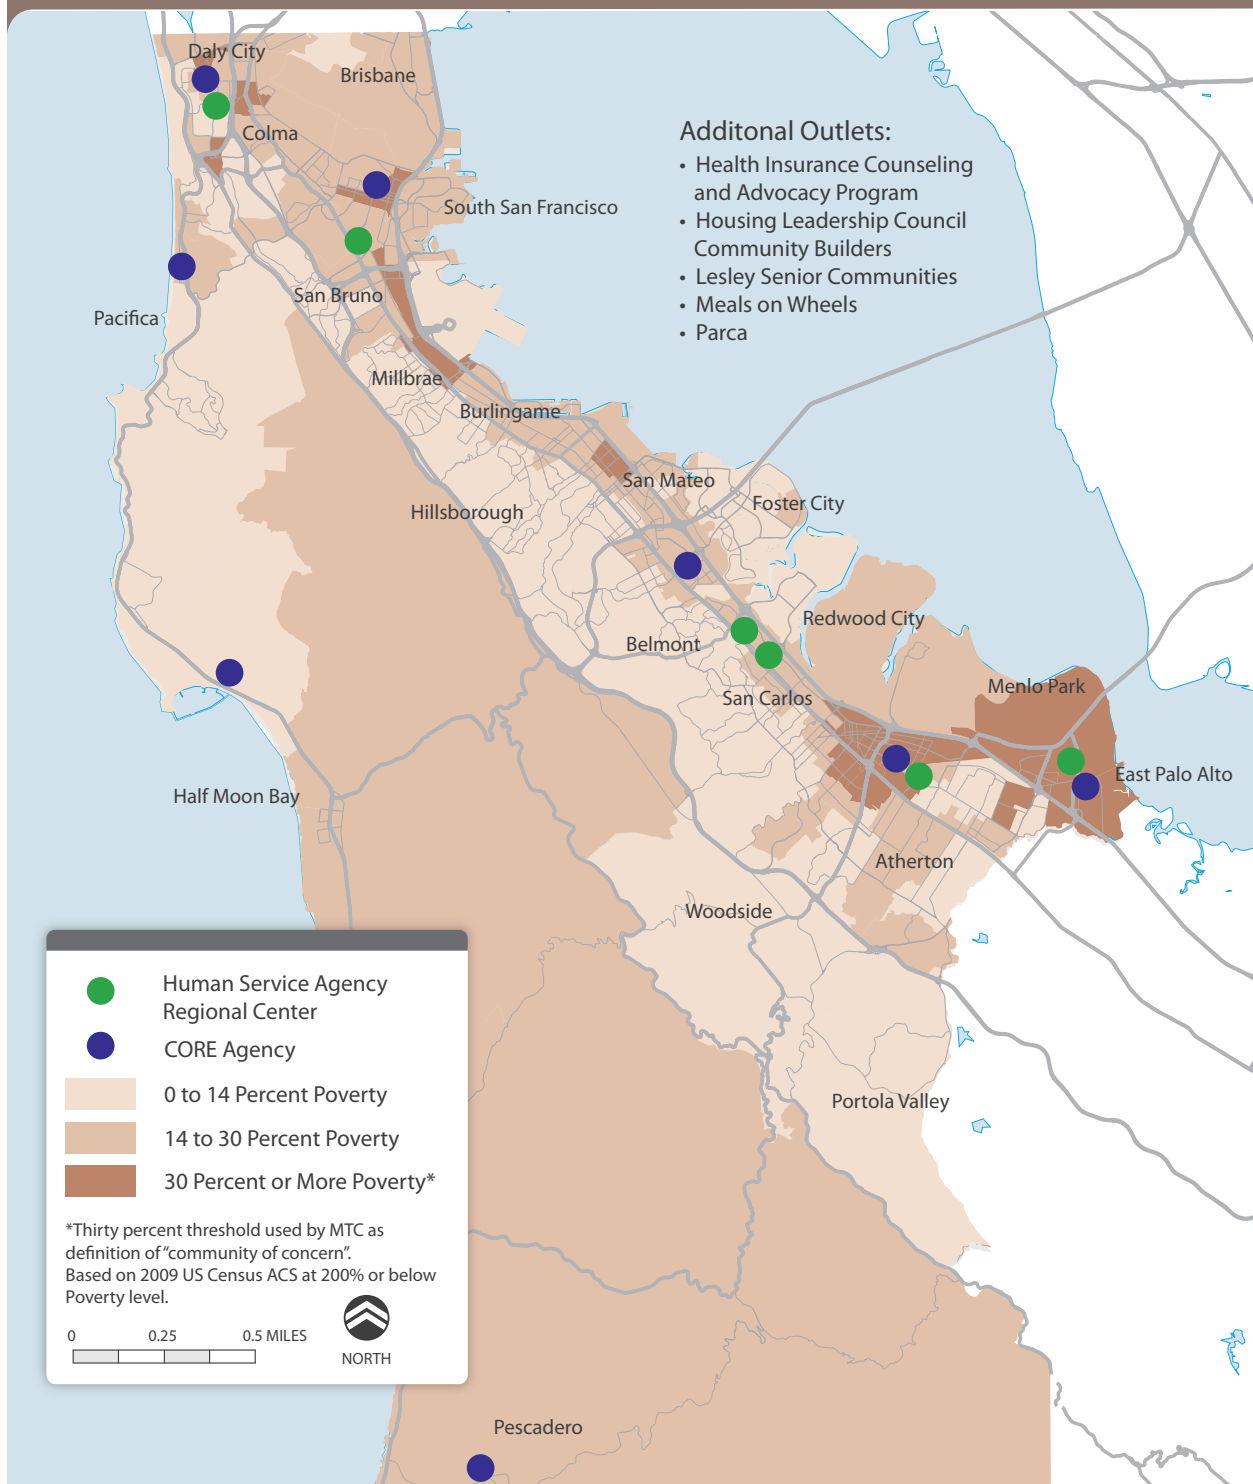 Daly City
Brisbane
Colma
Additonal Outlets:
• Health Insurance Counseling
and Advocacy Program
• Housing Leadership Council
Community Builders
• Lesley Senior Communities
• Meals on Wheels
• Parca
South San Francisco
San Bruno
Pacifica
Millbrae
Burlingame
San Mateo
Foster City
Hillsborough
Redwood City
Belmont
Menlo Park
San Carlos
East Palo Alto
Half Moon Bay
Atherton
Woodside
Portola Valley
Human Service Agency
Regional Center
CORE Agency
0 to 14 Percent Poverty
14 to 30 Percent Poverty
30 Percent or More Poverty*
*Thirty percent threshold used by MTC as
definition of "community of concern".
Based on 2009 US Census ACS at 200% or below
Poverty level.
0 0.25 0.5 MILES
NORTH
Pescadero